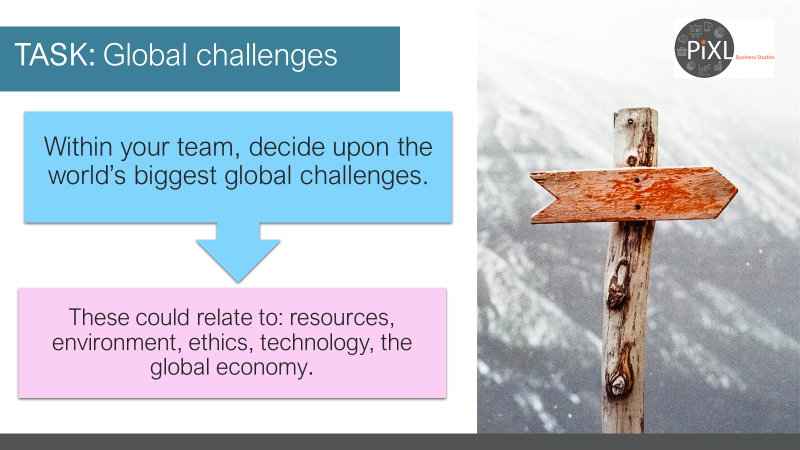 TASK: Global challenges
PiXL
Business Studies
Within your team, decide upon the
world’s biggest global challenges.
These could relate to: resources,
environment, ethics, technology, the
global economy.